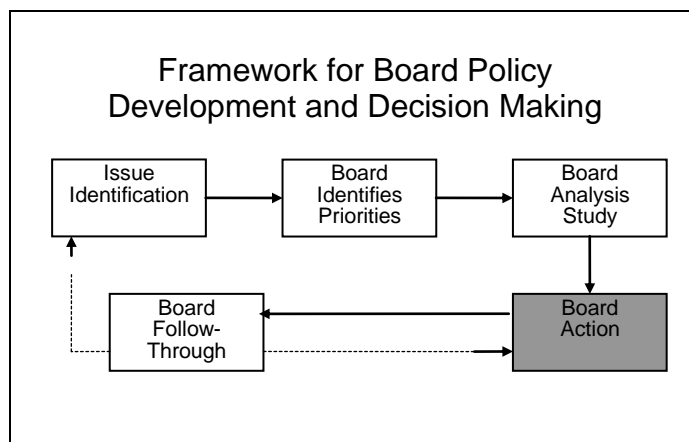 Framework for Board Policy
Development and Decision Making
Issue
Identification
Board
Identifies
Priorities
Board
Analysis
Study
Board
Follow-
Through
Board
Action